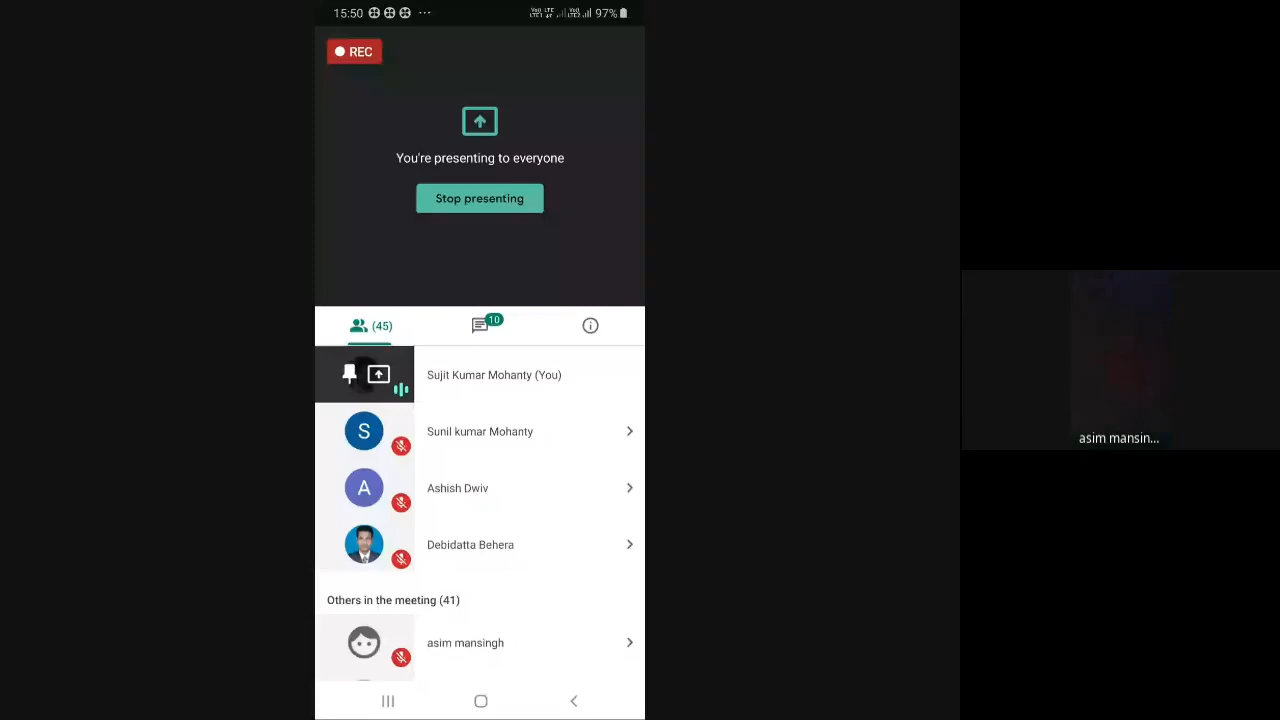 15:50 ... 97%
REC
You're presenting to everyone
Stop presenting
(45)
10
Sujit Kumar Mohanty (You)
S
Sunil kumar Mohanty
A
Ashish Dwiv
Debidatta Behera
Others in the meeting (41)
asim mansingh
asim mansin...